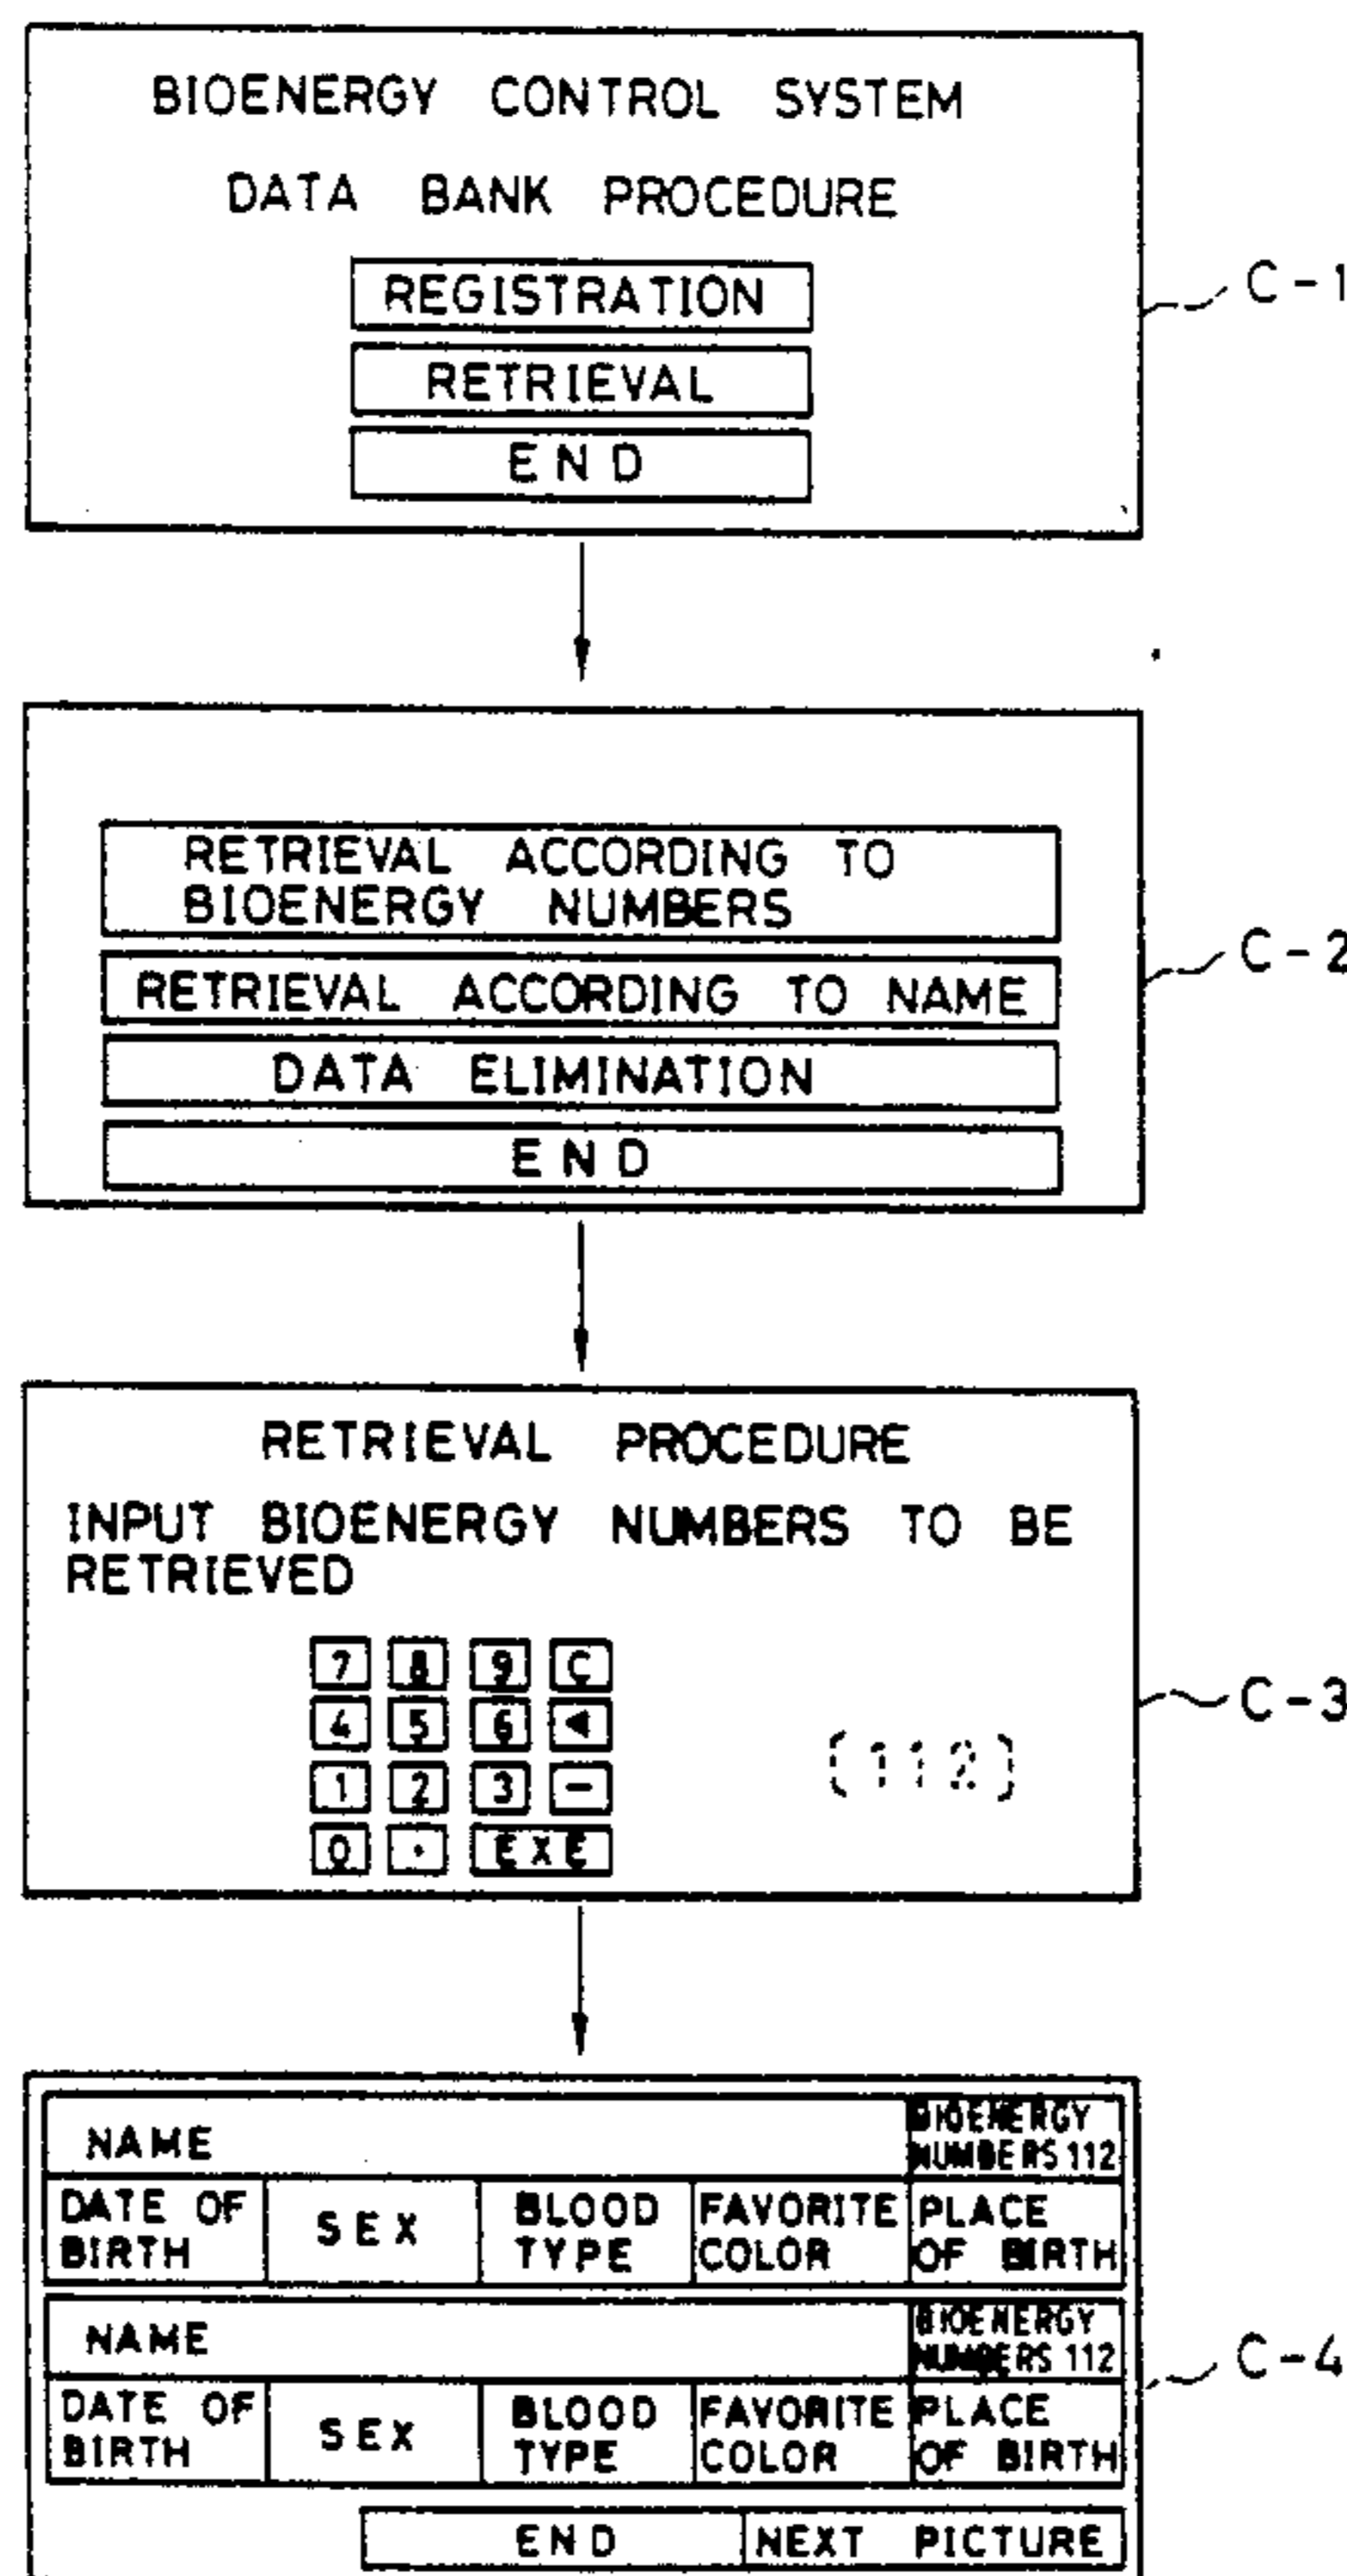 BIOENERGY CONTROL SYSTEM
DATA BANK PROCEDURE
REGISTRATION
RETRIEVAL
END
C-1
RETRIEVAL ACCORDING TO
BIOENERGY NUMBERS
RETRIEVAL ACCORDING TO NAME
DATA ELIMINATION
END
C-2
RETRIEVAL PROCEDURE
INPUT BIOENERGY NUMBERS TO BE
RETRIEVED
7 8 9 C
4 5 6 ◀
1 2 3 −
0 · EXE
(112)
C-3
NAME
BIOENERGY
NUMBERS 112
DATE OF
BIRTH
SEX
BLOOD
TYPE
FAVORITE
COLOR
PLACE
OF BIRTH
NAME
BIOENERGY
NUMBERS 112
DATE OF
BIRTH
SEX
BLOOD
TYPE
FAVORITE
COLOR
PLACE
OF BIRTH
C-4
END
NEXT PICTURE